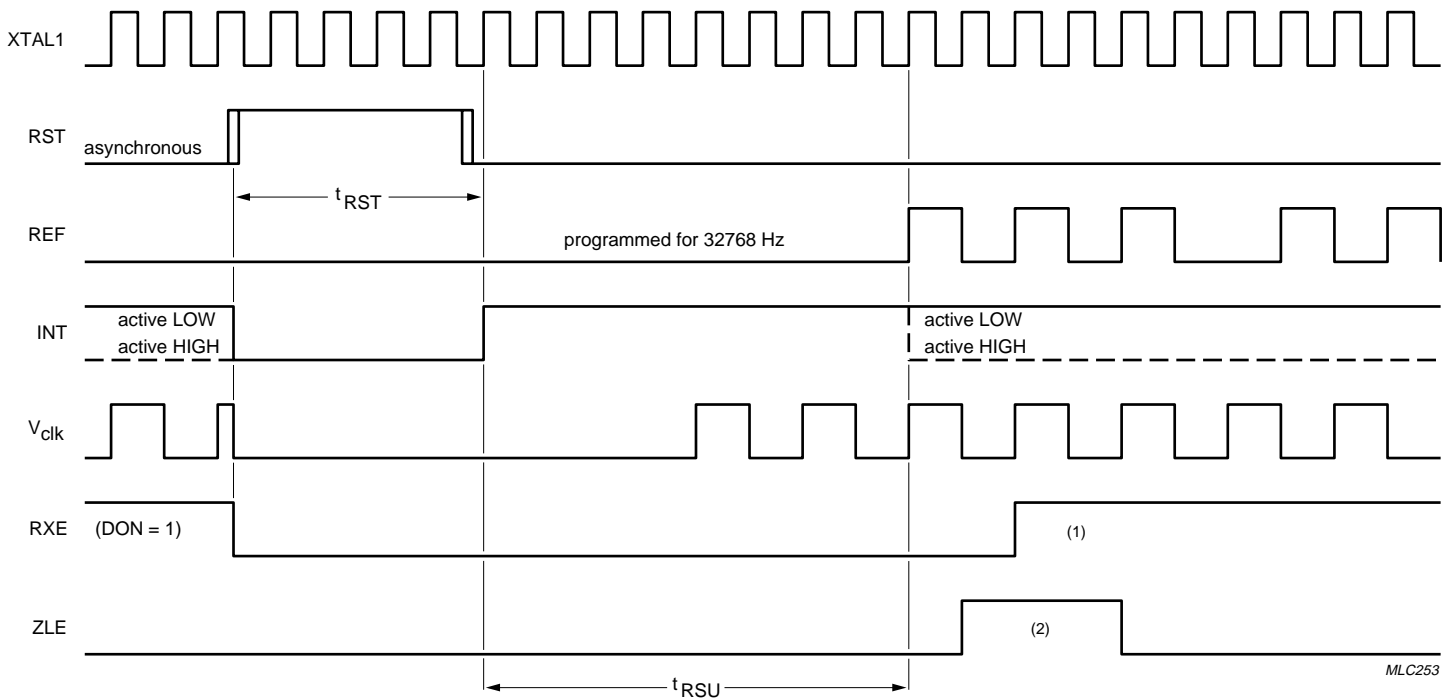 XTAL1
RST
asynchronous
tRST
REF
programmed for 32768 Hz
INT
active LOW
active HIGH
active LOW
active HIGH
Vclk
RXE
(DON = 1)
(1)
ZLE
(2)
MLC253
tRSU